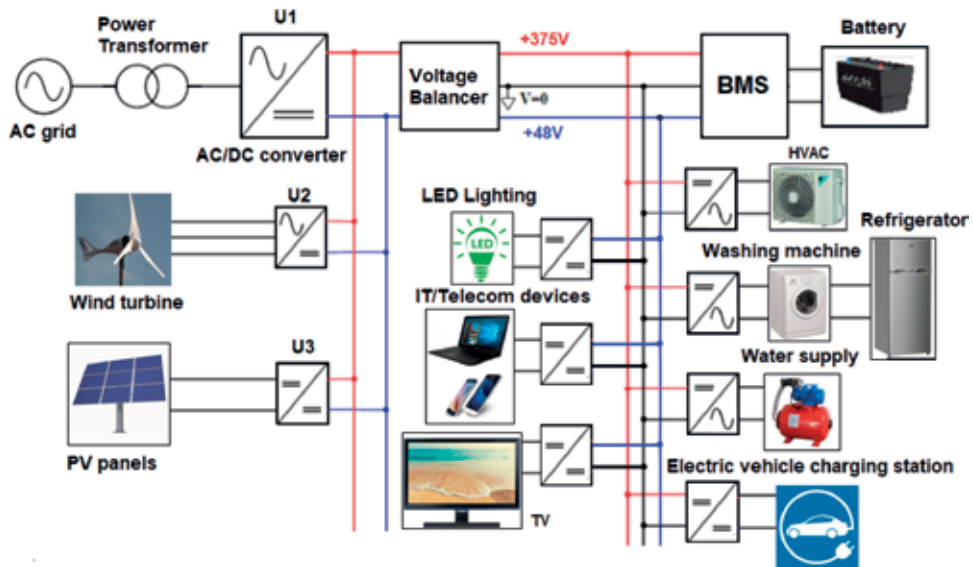 Power
Transformer
U1
AC grid
AC/DC converter
Voltage
Balancer
+375V
V=0
+48V
BMS
Battery
HVAC
U2
Wind turbine
LED Lighting
LED
Refrigerator
Washing machine
IT/Telecom devices
U3
PV panels
Water supply
TV
Electric vehicle charging station